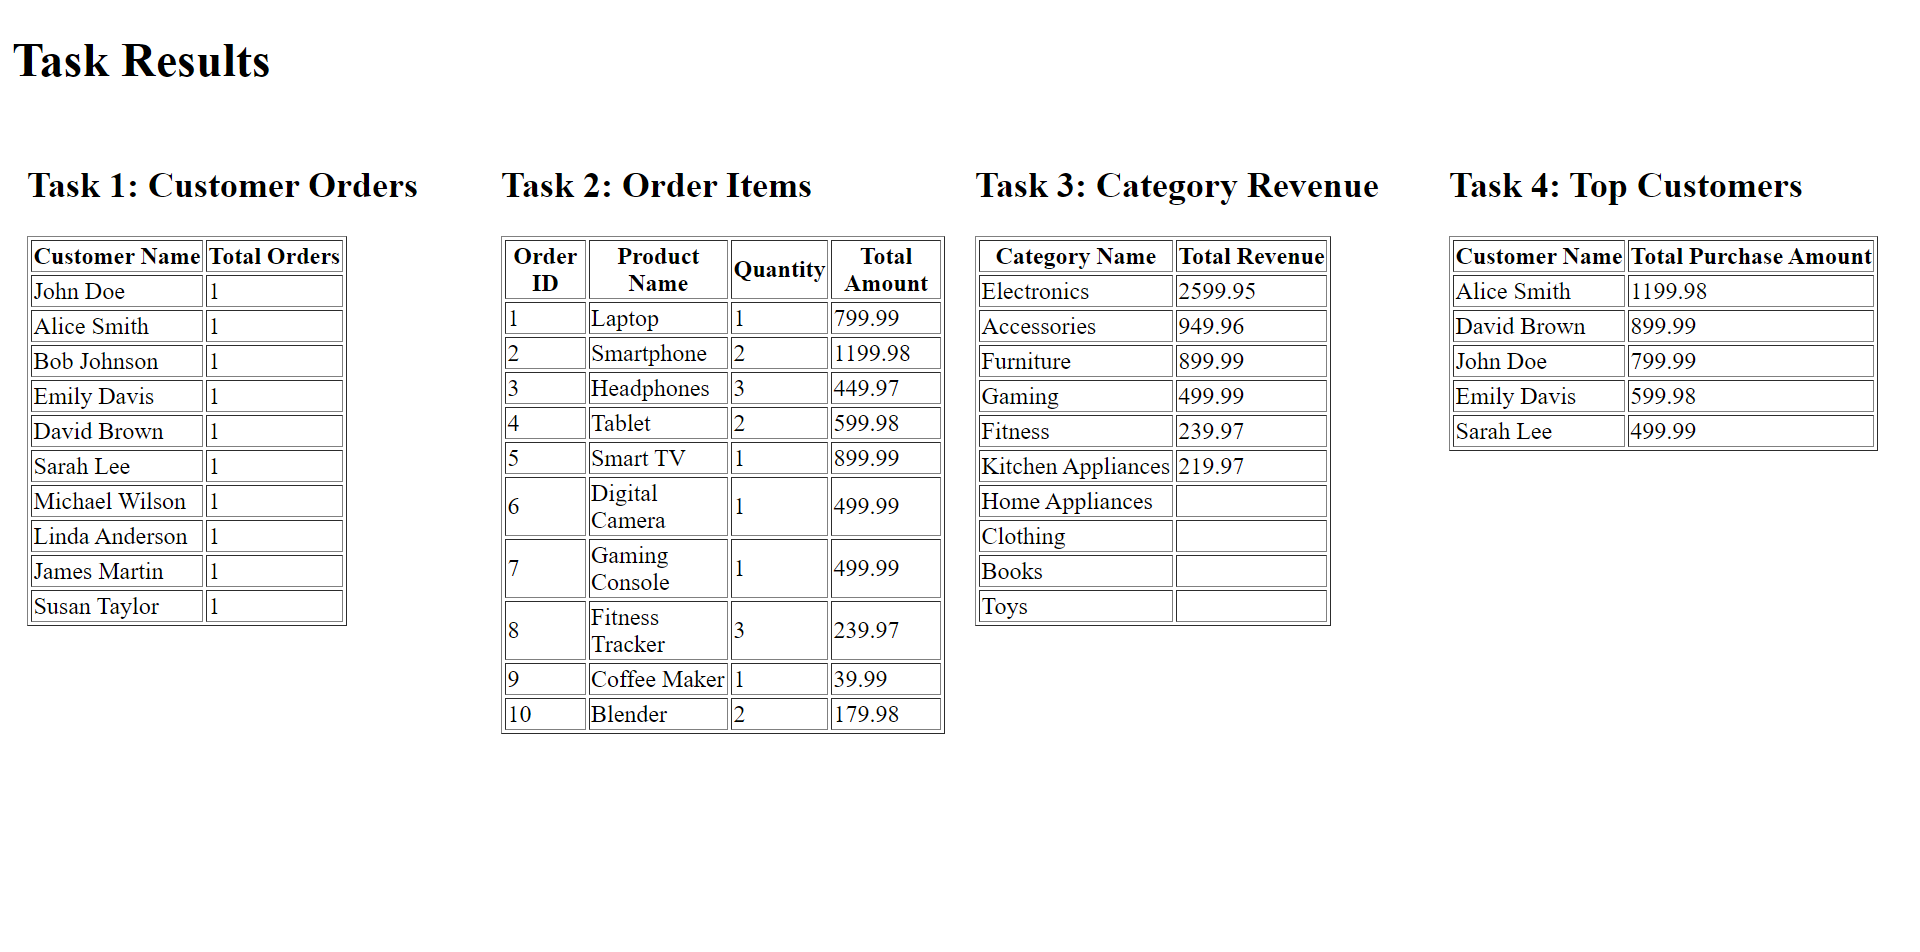 Task Results
Task 1: Customer Orders
Customer Name Total Orders
John Doe 1
Alice Smith 1
Bob Johnson 1
Emily Davis 1
David Brown 1
Sarah Lee 1
Michael Wilson 1
Linda Anderson 1
James Martin 1
Susan Taylor 1
Task 2: Order Items
Order ID Product Name Quantity Total Amount
1 Laptop 1 799.99
2 Smartphone 2 1199.98
3 Headphones 3 449.97
4 Tablet 2 599.98
5 Smart TV 1 899.99
6 Digital Camera 1 499.99
7 Gaming Console 1 499.99
8 Fitness Tracker 3 239.97
9 Coffee Maker 1 39.99
10 Blender 2 179.98
Task 3: Category Revenue
Category Name Total Revenue
Electronics 2599.95
Accessories 949.96
Furniture 899.99
Gaming 499.99
Fitness 239.97
Kitchen Appliances 219.97
Home Appliances
Clothing
Books
Toys
Task 4: Top Customers
Customer Name Total Purchase Amount
Alice Smith 1199.98
David Brown 899.99
John Doe 799.99
Emily Davis 599.98
Sarah Lee 499.99